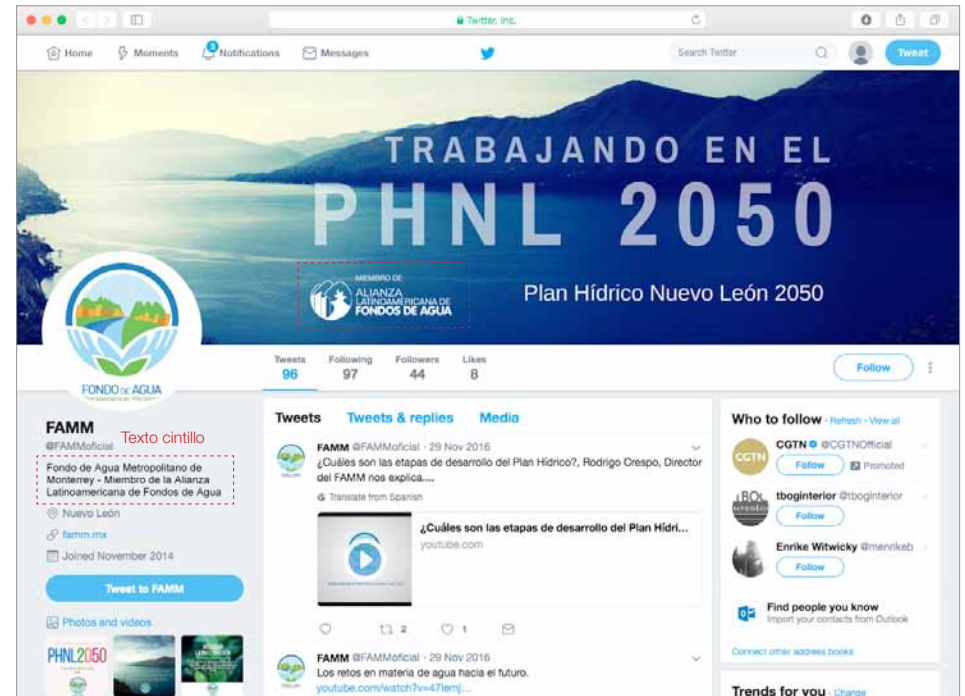 Twitter, Inc.
Home Moments 3 Notifications Messages Search Twitter Tweet
TRABAJANDO EN EL
PHNL 2050
MIEMBRO DE
ALIANZA
LATINOAMERICANA DE
FONDOS DE AGUA
Plan Hídrico Nuevo León 2050
FONDO DE AGUA
Tweets Following Followers Likes
96 97 44 8
Follow
FAMM
@FAMMoficial
Texto cintillo
Fondo de Agua Metropolitano de
Monterrey - Miembro de la Alianza
Latinoamericana de Fondos de Agua
Nuevo León
famm.mx
Joined November 2014
Tweet to FAMM
Photos and videos
PHNL2050
Tweets Tweets & replies Media
FAMM @FAMMoficial · 29 Nov 2016
¿Cuáles son las etapas de desarrollo del Plan Hídrico?, Rodrigo Crespo, Director
del FAMM nos explica....
Translate from Spanish
¿Cuáles son las etapas de desarrollo del Plan Hídri...
youtube.com
2 1
FAMM @FAMMoficial · 29 Nov 2016
Los retos en materia de agua hacia el futuro.
Who to follow · Refresh · View all
CGTN
CGTN @CGTNOfficial
Follow Promoted
tboginterior @tboginterior
Follow
Enrike Witwicky @menrikeb
Follow
Find people you know
Import your contacts from Outlook
Connect other address books
Trends for you · Change